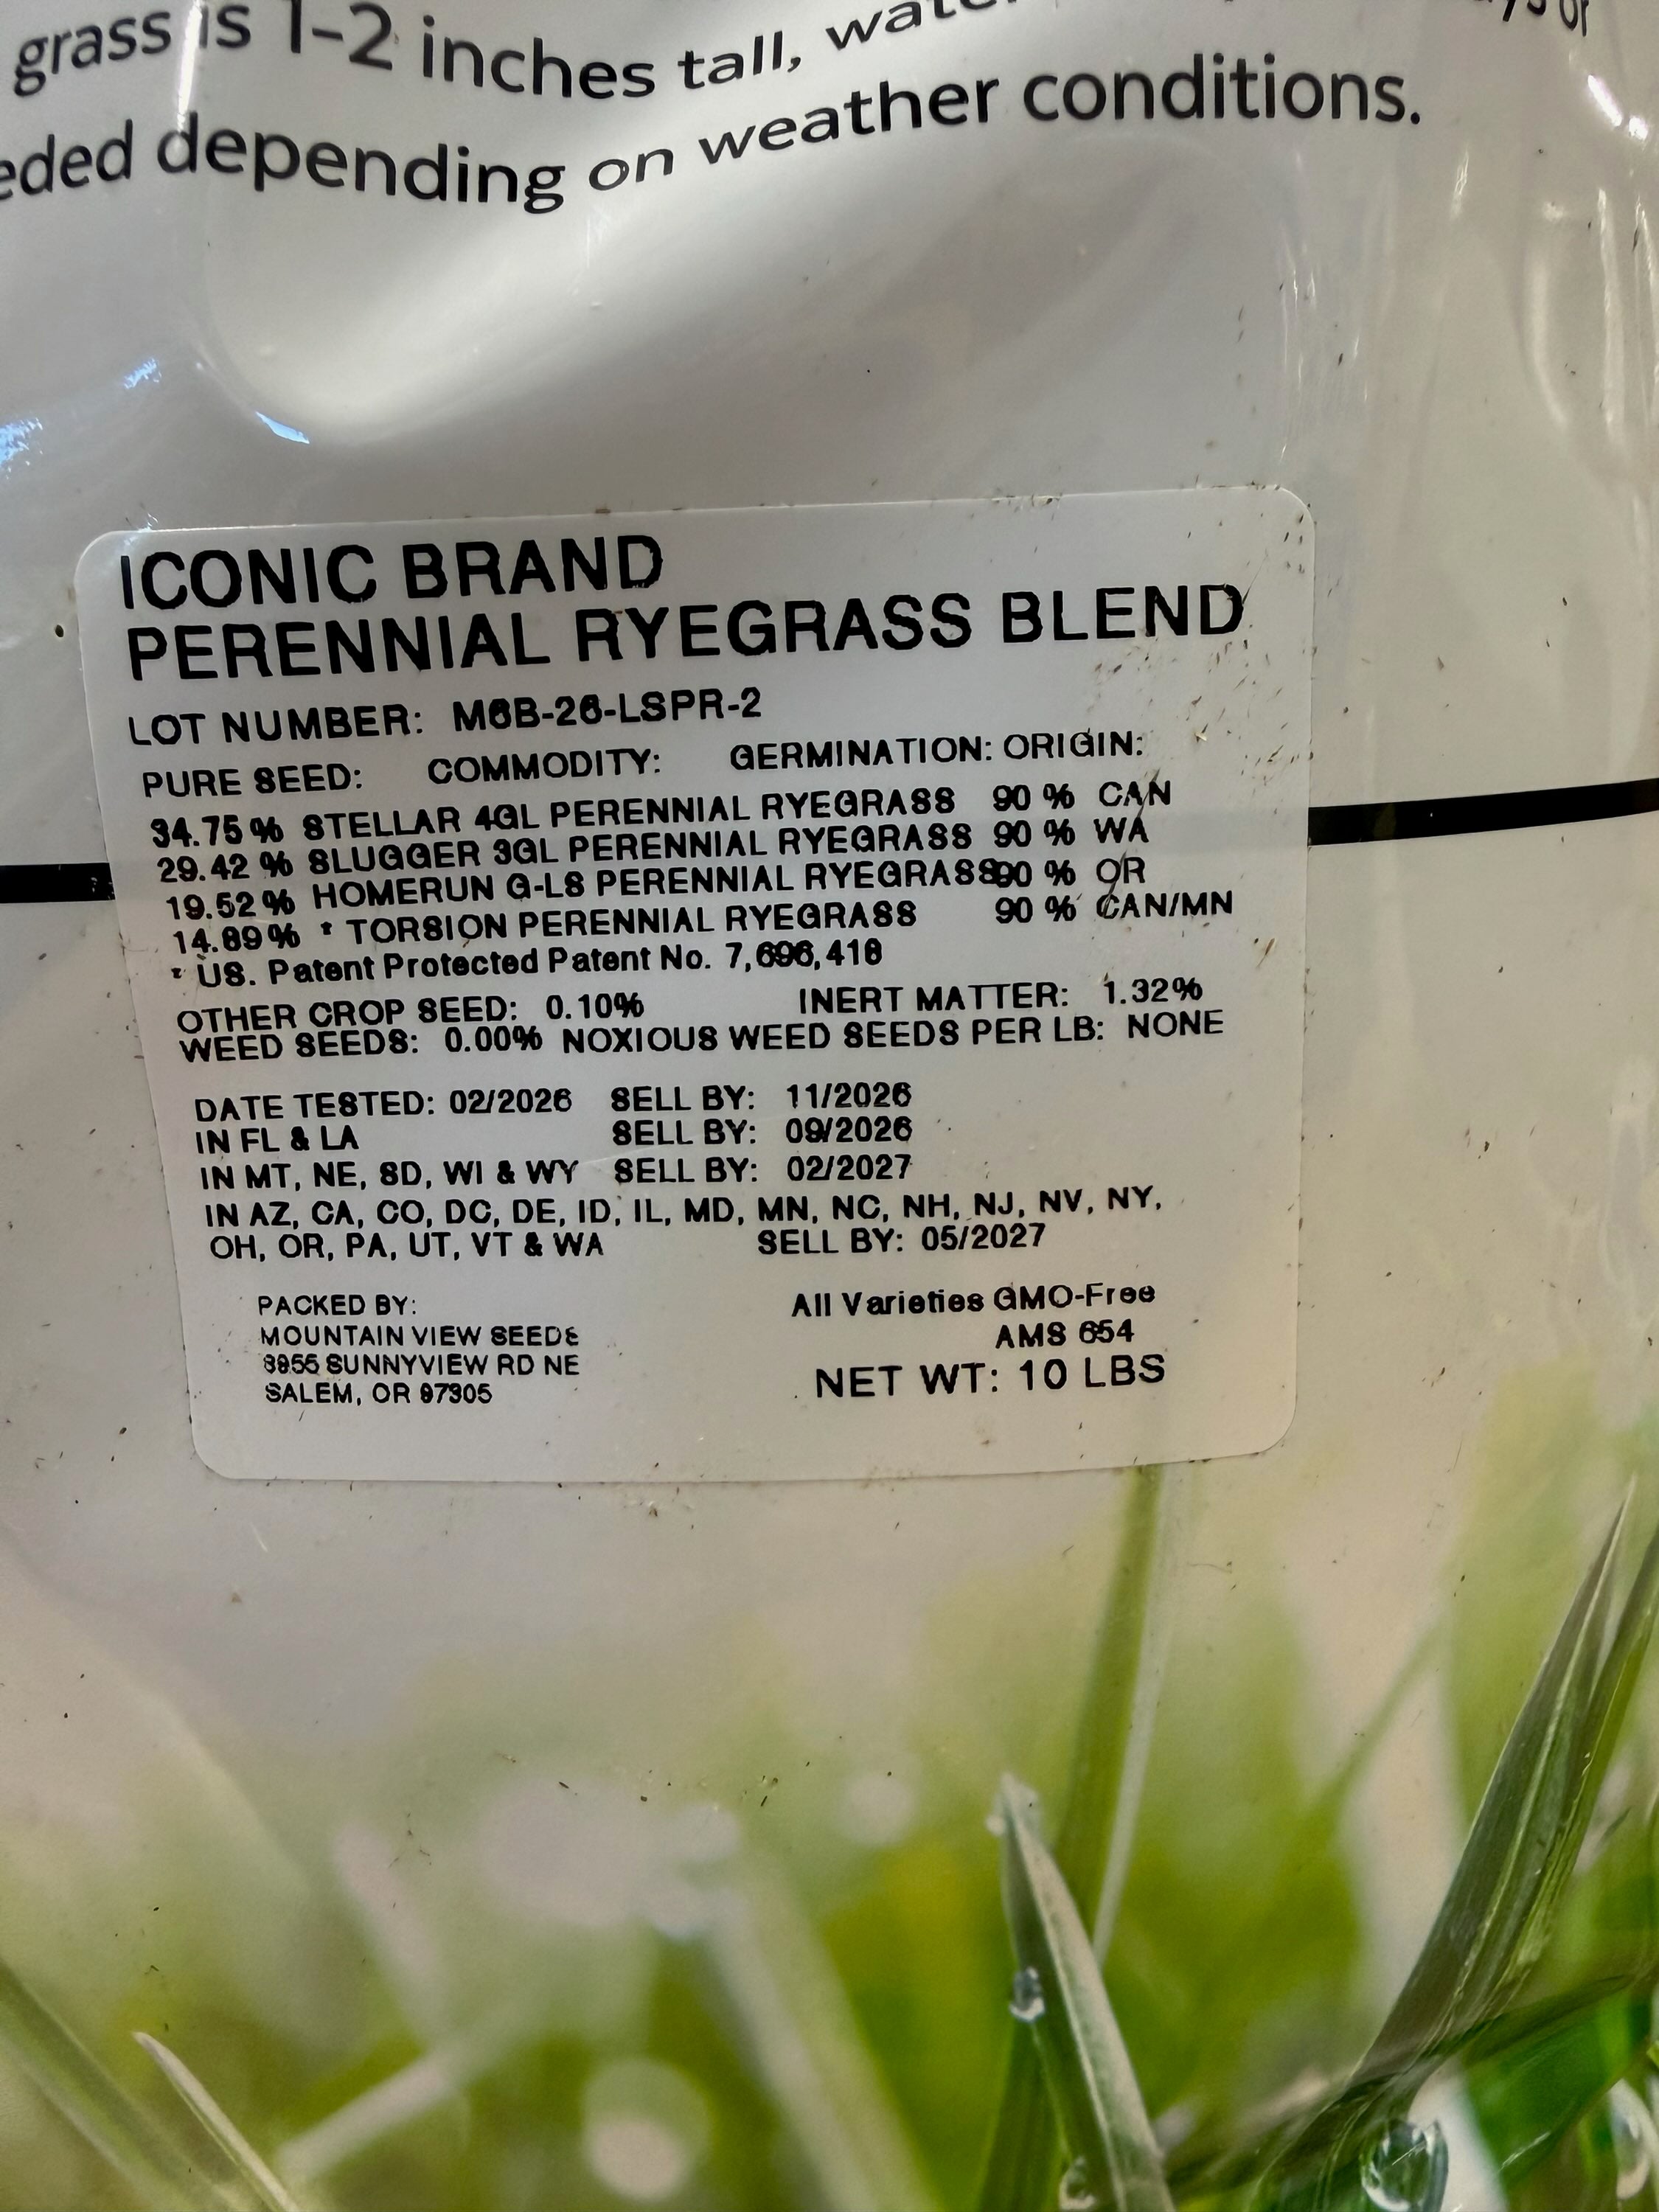 grass is 1-2 inches tall,
depending on weather conditions.
ICONIC BRAND
PERENNIAL RYEGRASS BLEND
LOT NUMBER: M6B-26-LSPR-2
PURE SEED: COMMODITY: GERMINATION: ORIGIN:
34.75% STELLAR 4GL PERENNIAL RYEGRASS 90 % CAN
29.42 % SLUGGER 3GL PERENNIAL RYEGRASS 90 % WA
19.52% HOMERUN G-LS PERENNIAL RYEGRASS 90 % OR
14.89% * TORSION PERENNIAL RYEGRASS 90 % CAN/MN
* US. Patent Protected Patent No. 7,696,418
OTHER CROP SEED: 0.10% INERT MATTER: 1.32%
WEED SEEDS: 0.00% NOXIOUS WEED SEEDS PER LB: NONE
DATE TESTED: 02/2026 SELL BY: 11/2026
IN FL & LA SELL BY: 09/2026
IN MT, NE, SD, WI & WY SELL BY: 02/2027
IN AZ, CA, CO, DC, DE, ID, IL, MD, MN, NC, NH, NJ, NV, NY,
OH, OR, PA, UT, VT & WA SELL BY: 05/2027
PACKED BY:
MOUNTAIN VIEW SEEDS
8955 SUNNYVIEW RD NE
SALEM, OR 97305
All Varieties GMO-Free
AMS 654
NET WT: 10 LBS